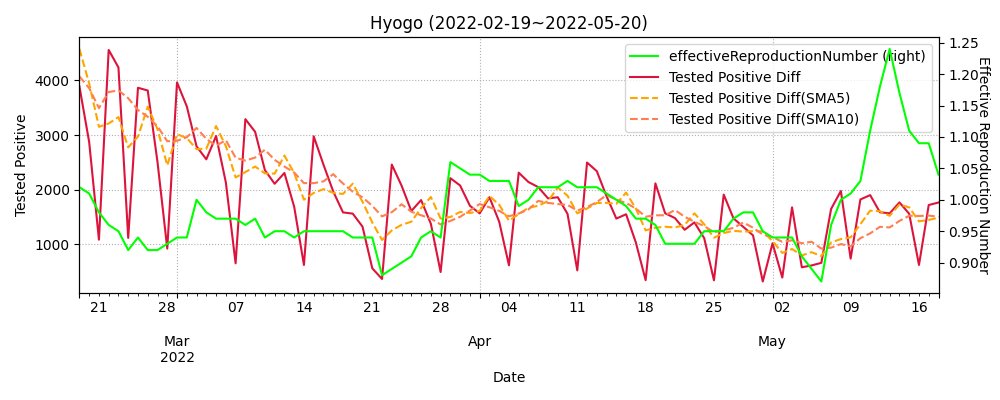 Hyogo (2022-02-19~2022-05-20)
effectiveReproductionNumber (right)
Tested Positive Diff
Tested Positive Diff(SMA5)
Tested Positive Diff(SMA10)
Tested Positive
4000
3000
2000
1000
1.25
1.20
1.15
1.10
1.05
1.00
0.95
0.90
Effective Reproduction Number
21 28 07 14 21 28 04 11 18 25 02 09 16
Mar Apr May
2022
Date